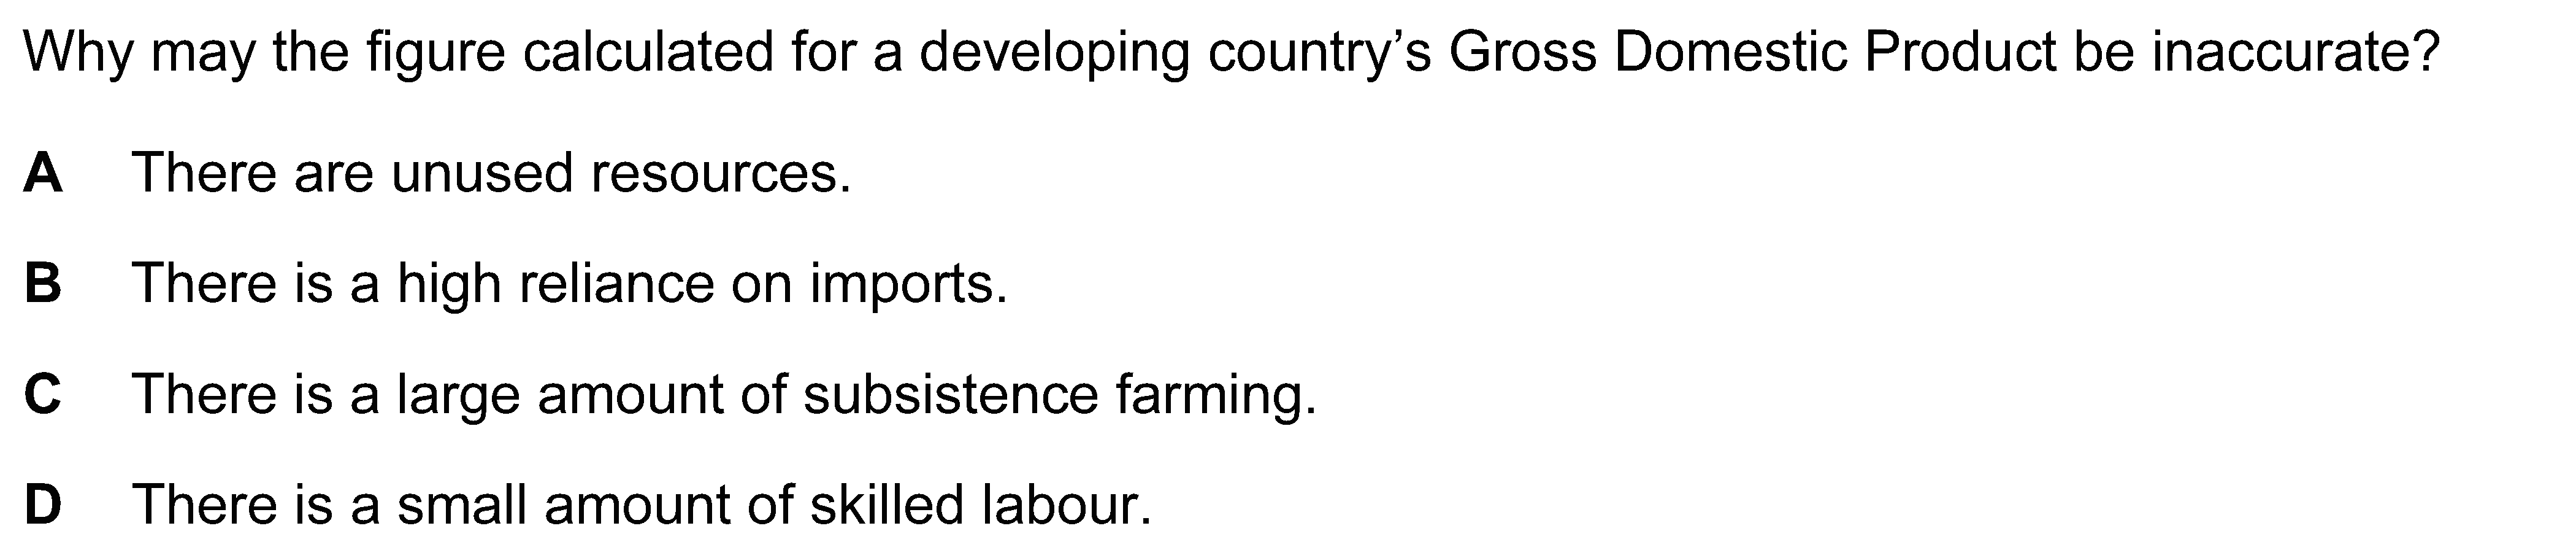 Why may the figure calculated for a developing country’s Gross Domestic Product be inaccurate?
A There are unused resources.
B There is a high reliance on imports.
C There is a large amount of subsistence farming.
D There is a small amount of skilled labour.